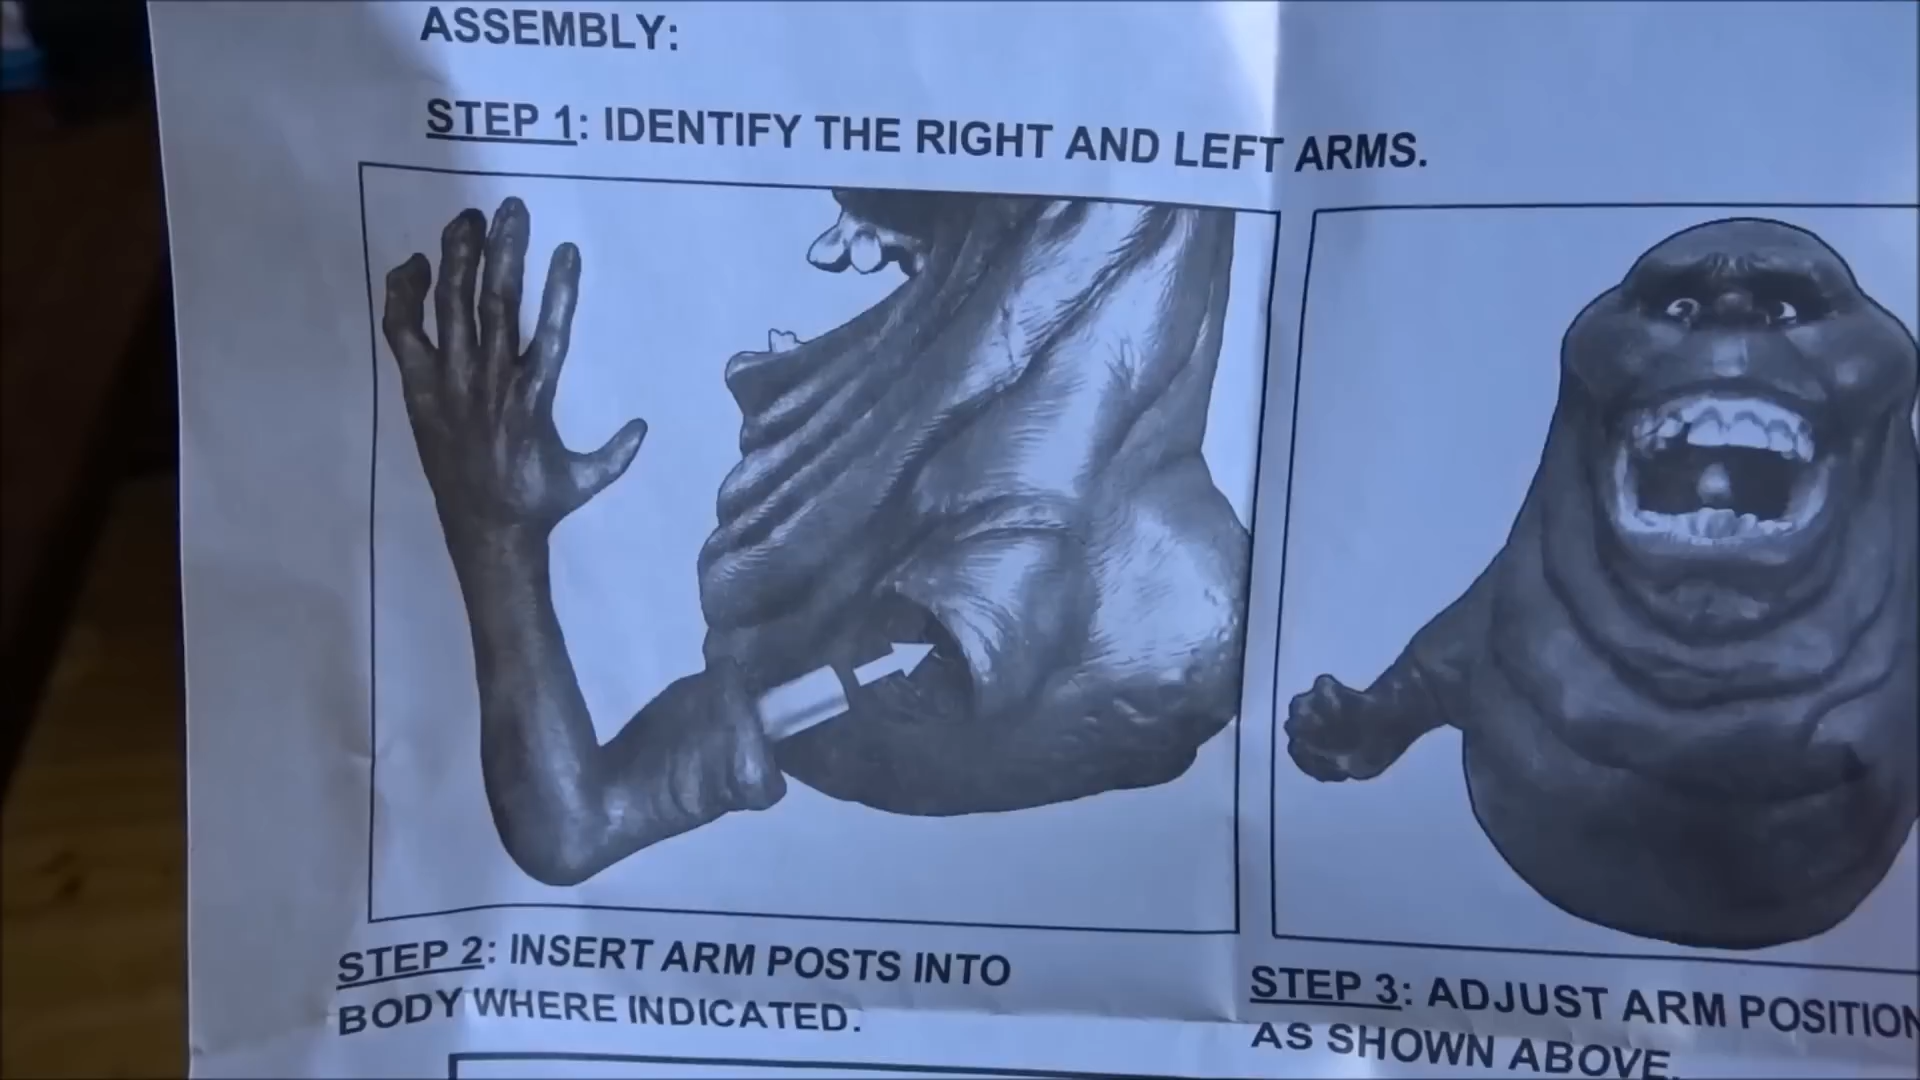 ASSEMBLY:
STEP 1: IDENTIFY THE RIGHT AND LEFT ARMS.
STEP 2: INSERT ARM POSTS INTO
BODY WHERE INDICATED.
STEP 3: ADJUST ARM POSITION
AS SHOWN ABOVE.